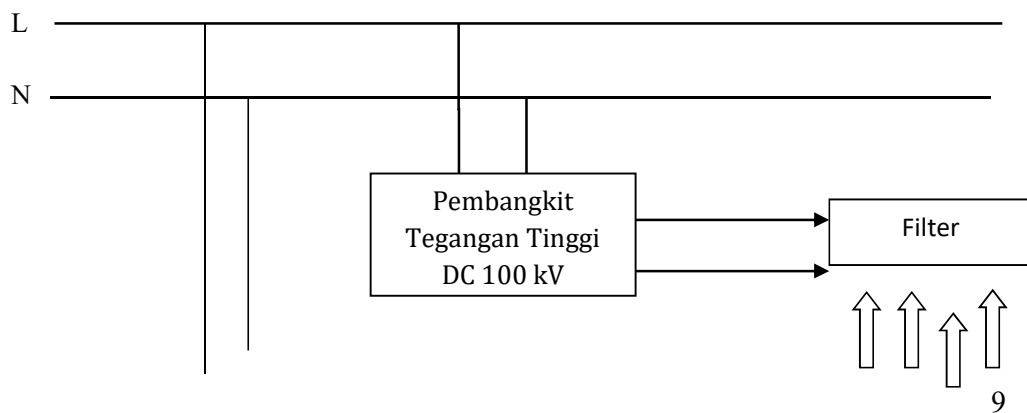 L
N
Pembangkit
Tegangan Tinggi
DC 100 kV
Filter
9